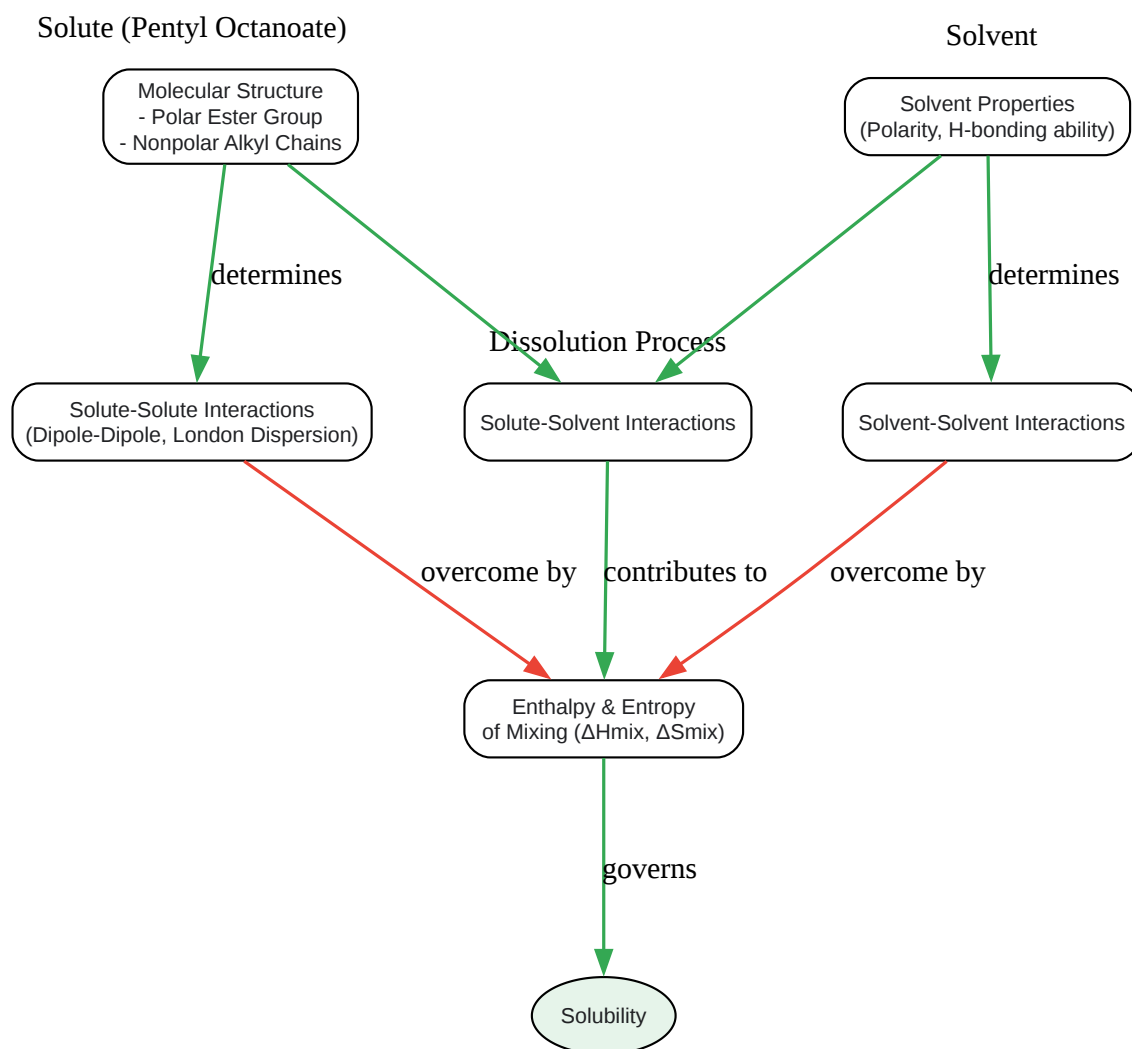 Solute (Pentyl Octanoate)
Solvent
Molecular Structure
- Polar Ester Group
- Nonpolar Alkyl Chains
Solvent Properties
(Polarity, H-bonding ability)
determines
determines
Dissolution Process
Solute-Solute Interactions
(Dipole-Dipole, London Dispersion)
Solute-Solvent Interactions
Solvent-Solvent Interactions
overcome by
contributes to
overcome by
Enthalpy & Entropy
of Mixing (ΔHmix, ΔSmix)
governs
Solubility